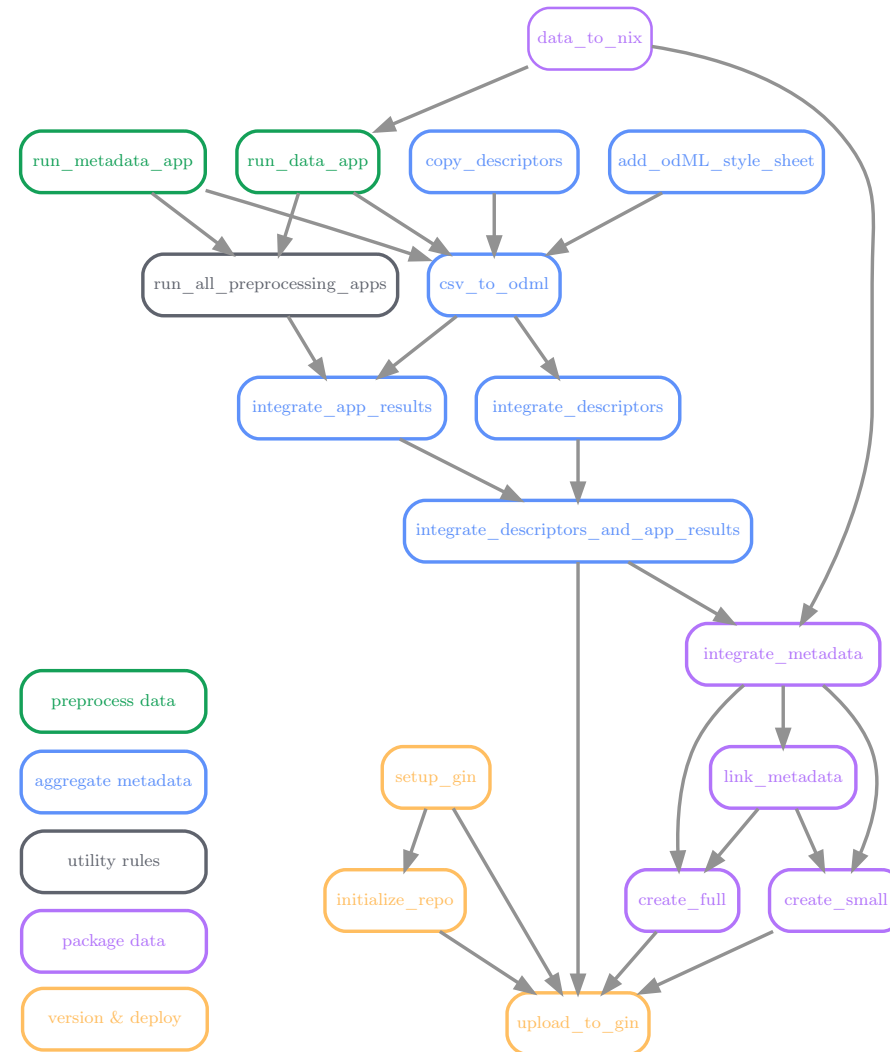 data_to_nix
run_metadata_app
run_data_app
copy_descriptors
add_odML_style_sheet
run_all_preprocessing_apps
csv_to_odml
integrate_app_results
integrate_descriptors
integrate_descriptors_and_app_results
integrate_metadata
preprocess data
aggregate metadata
setup_gin
link_metadata
utility rules
initialize_repo
create_full
create_small
package data
version & deploy
upload_to_gin